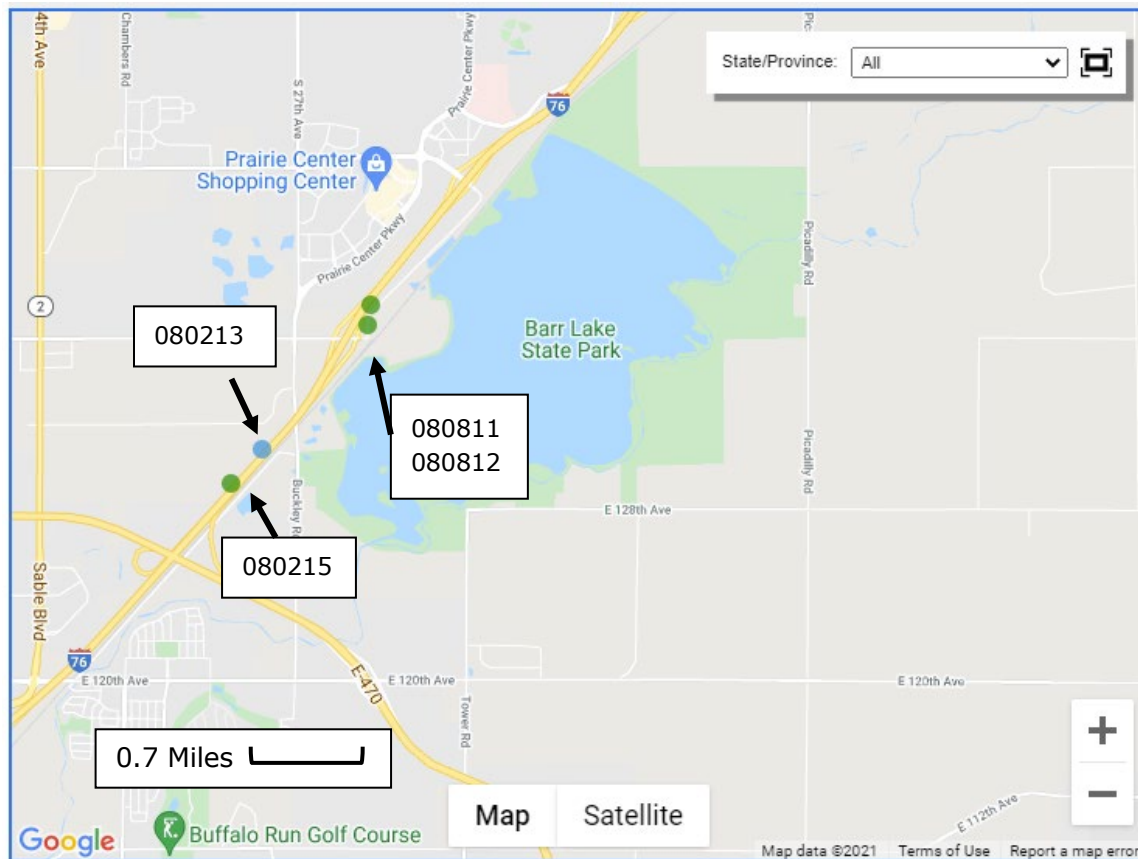 4th Ave
Chambers Rd
S 27th Ave
Prairie Center Pkwy
76
State/Province:
All
Prairie Center
Shopping Center
Prairie Center Pkwy
Picadilly Rd
2
080213
Barr Lake
State Park
080811
080812
Picadilly Rd
Buckley Rd
E 128th Ave
080215
Sable Blvd
76
E 120th Ave
E-470
E 120th Ave
E 120th Ave
Tower Rd
0.7 Miles
+
−
Map
Satellite
E 112th Ave
Google
Buffalo Run Golf Course
Map data ©2021
Terms of Use
Report a map error